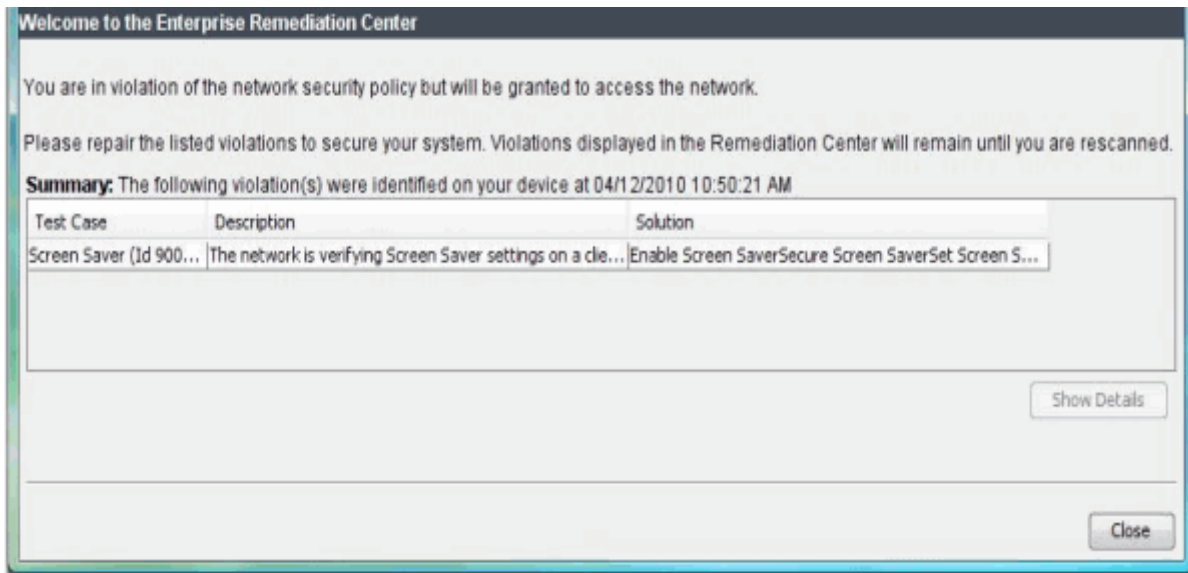 Welcome to the Enterprise Remediation Center
You are in violation of the network security policy but will be granted to access the network.
Please repair the listed violations to secure your system. Violations displayed in the Remediation Center will remain until you are rescanned.
Summary: The following violation(s) were identified on your device at 04/12/2010 10:50:21 AM
Test Case Description Solution
Screen Saver (Id 900... The network is verifying Screen Saver settings on a clie... Enable Screen SaverSecure Screen SaverSet Screen S...
Show Details
Close